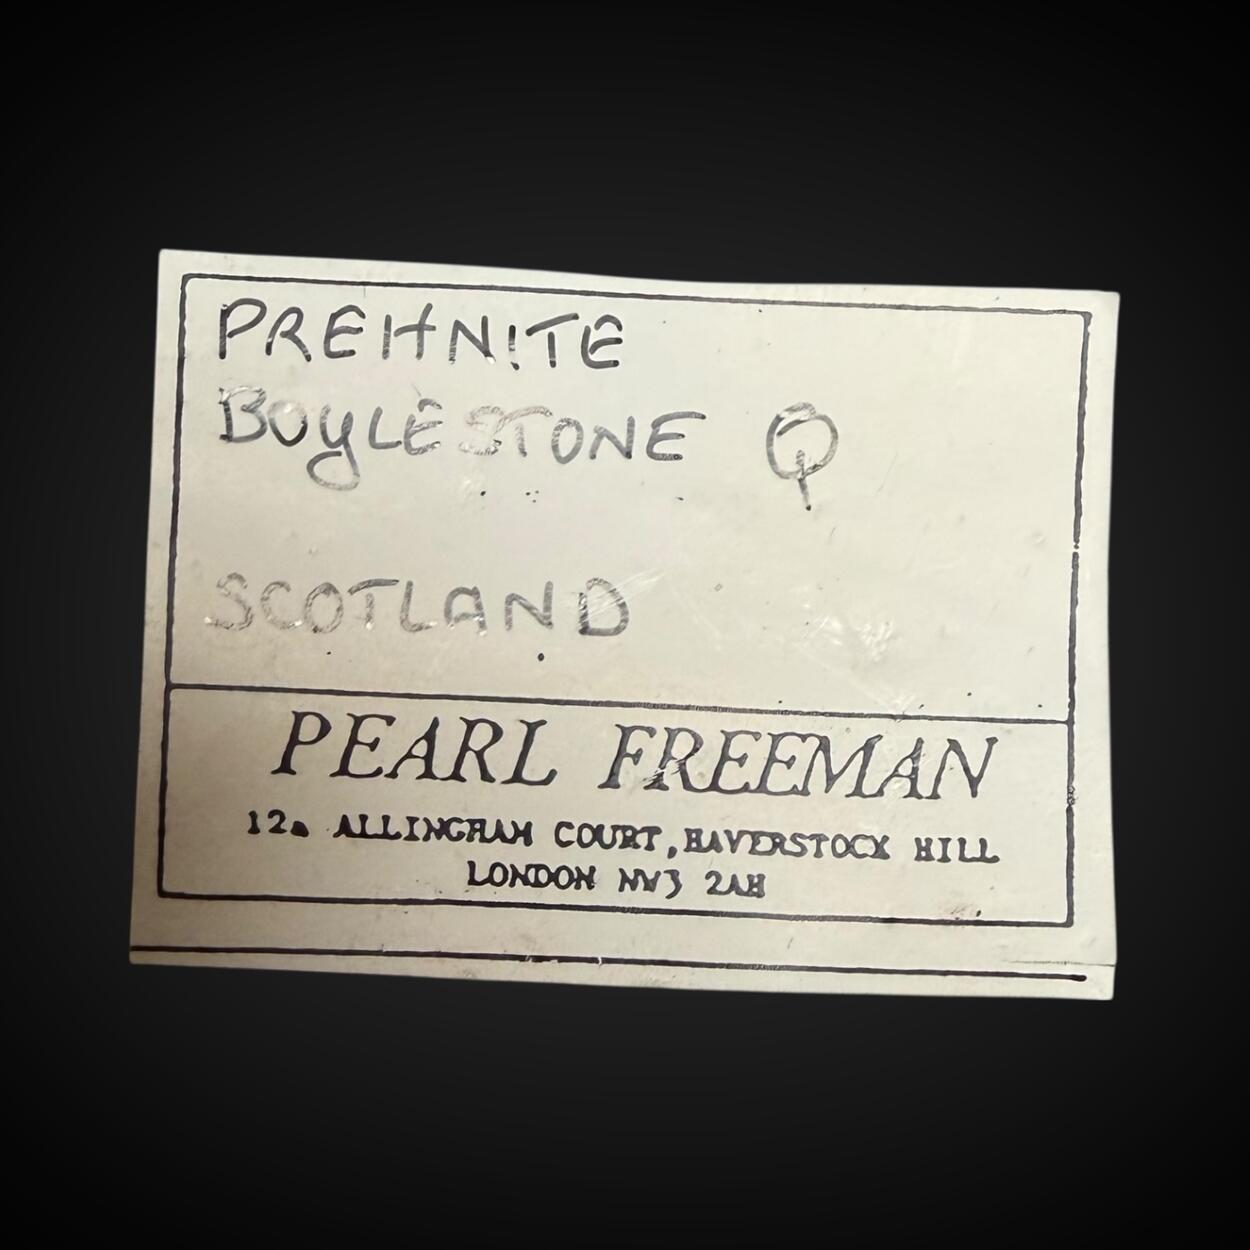 PREHNITE
BOYLESTONE Q
SCOTLAND
PEARL FREEMAN
12a ALLINGHAM COURT, HAVERSTOCK HILL
LONDON NW3 2AH